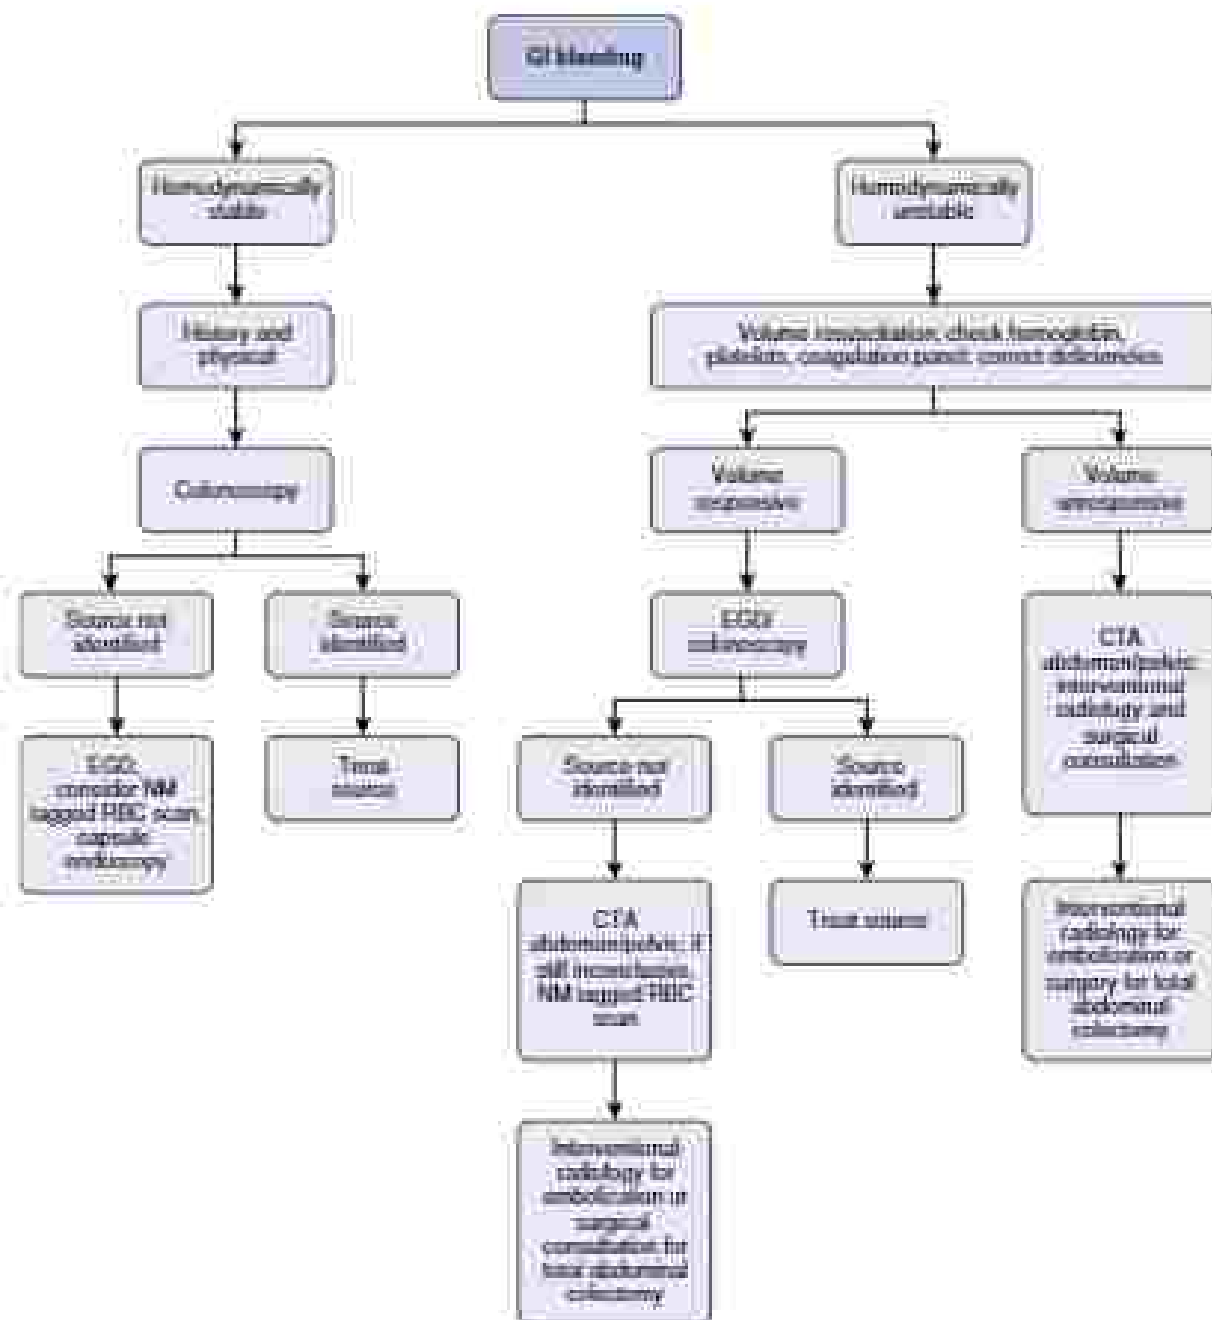 GI bleeding
Hemodynamically
stable
Hemodynamically
unstable
History and
physical
Volume resuscitation, check hemoglobin,
platelets, coagulation panel; correct deficiencies
Colonoscopy
Volume
responsive
Volume
unresponsive
Source not
identified
Source
identified
EGD/
colonoscopy
CTA
abdomen/pelvis;
interventional
radiology and
surgical
consultation
EGD;
consider NM
tagged RBC scan,
capsule
endoscopy
Treat
source
Source not
identified
Source
identified
CTA
abdomen/pelvic; if
still inconclusive,
NM tagged RBC
scan
Treat source
Interventional
radiology for
embolization or
surgery for total
abdominal
colectomy
Interventional
radiology for
embolization or
surgical
consultation for
total abdominal
colectomy